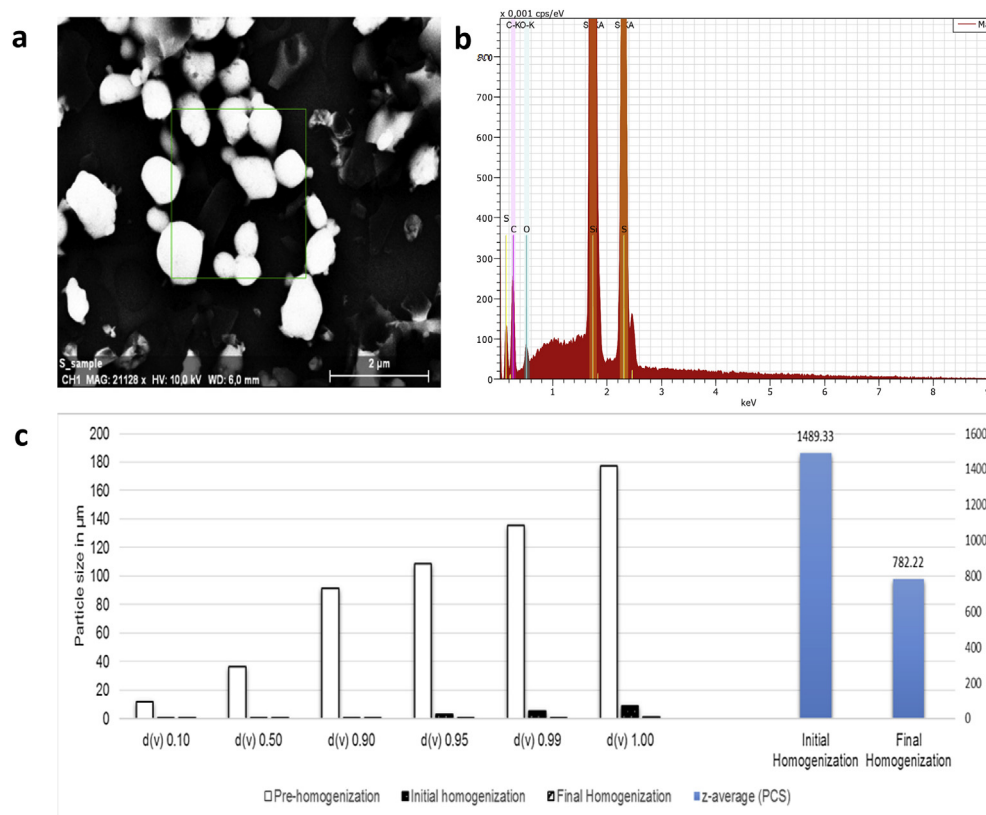 a
S_sample
CH1 MAG: 21128 x HV: 10,0 kV WD: 6,0 mm
2 µm
b
x 0,001 cps/eV
C-KO-K
700
600
500
400
300
200
100
0
S
C
O
Si
S
1
2
3
4
5
6
7
8
keV
c
Particle size in µm
200
180
160
140
120
100
80
60
40
20
0
d(v) 0.10
d(v) 0.50
d(v) 0.90
d(v) 0.95
d(v) 0.99
d(v) 1.00
1489.33
782.22
Initial
Homogenization
Final
Homogenization
1600
1400
1200
1000
800
600
400
200
0
Pre-homogenization
Initial homogenization
Final Homogenization
z-average (PCS)